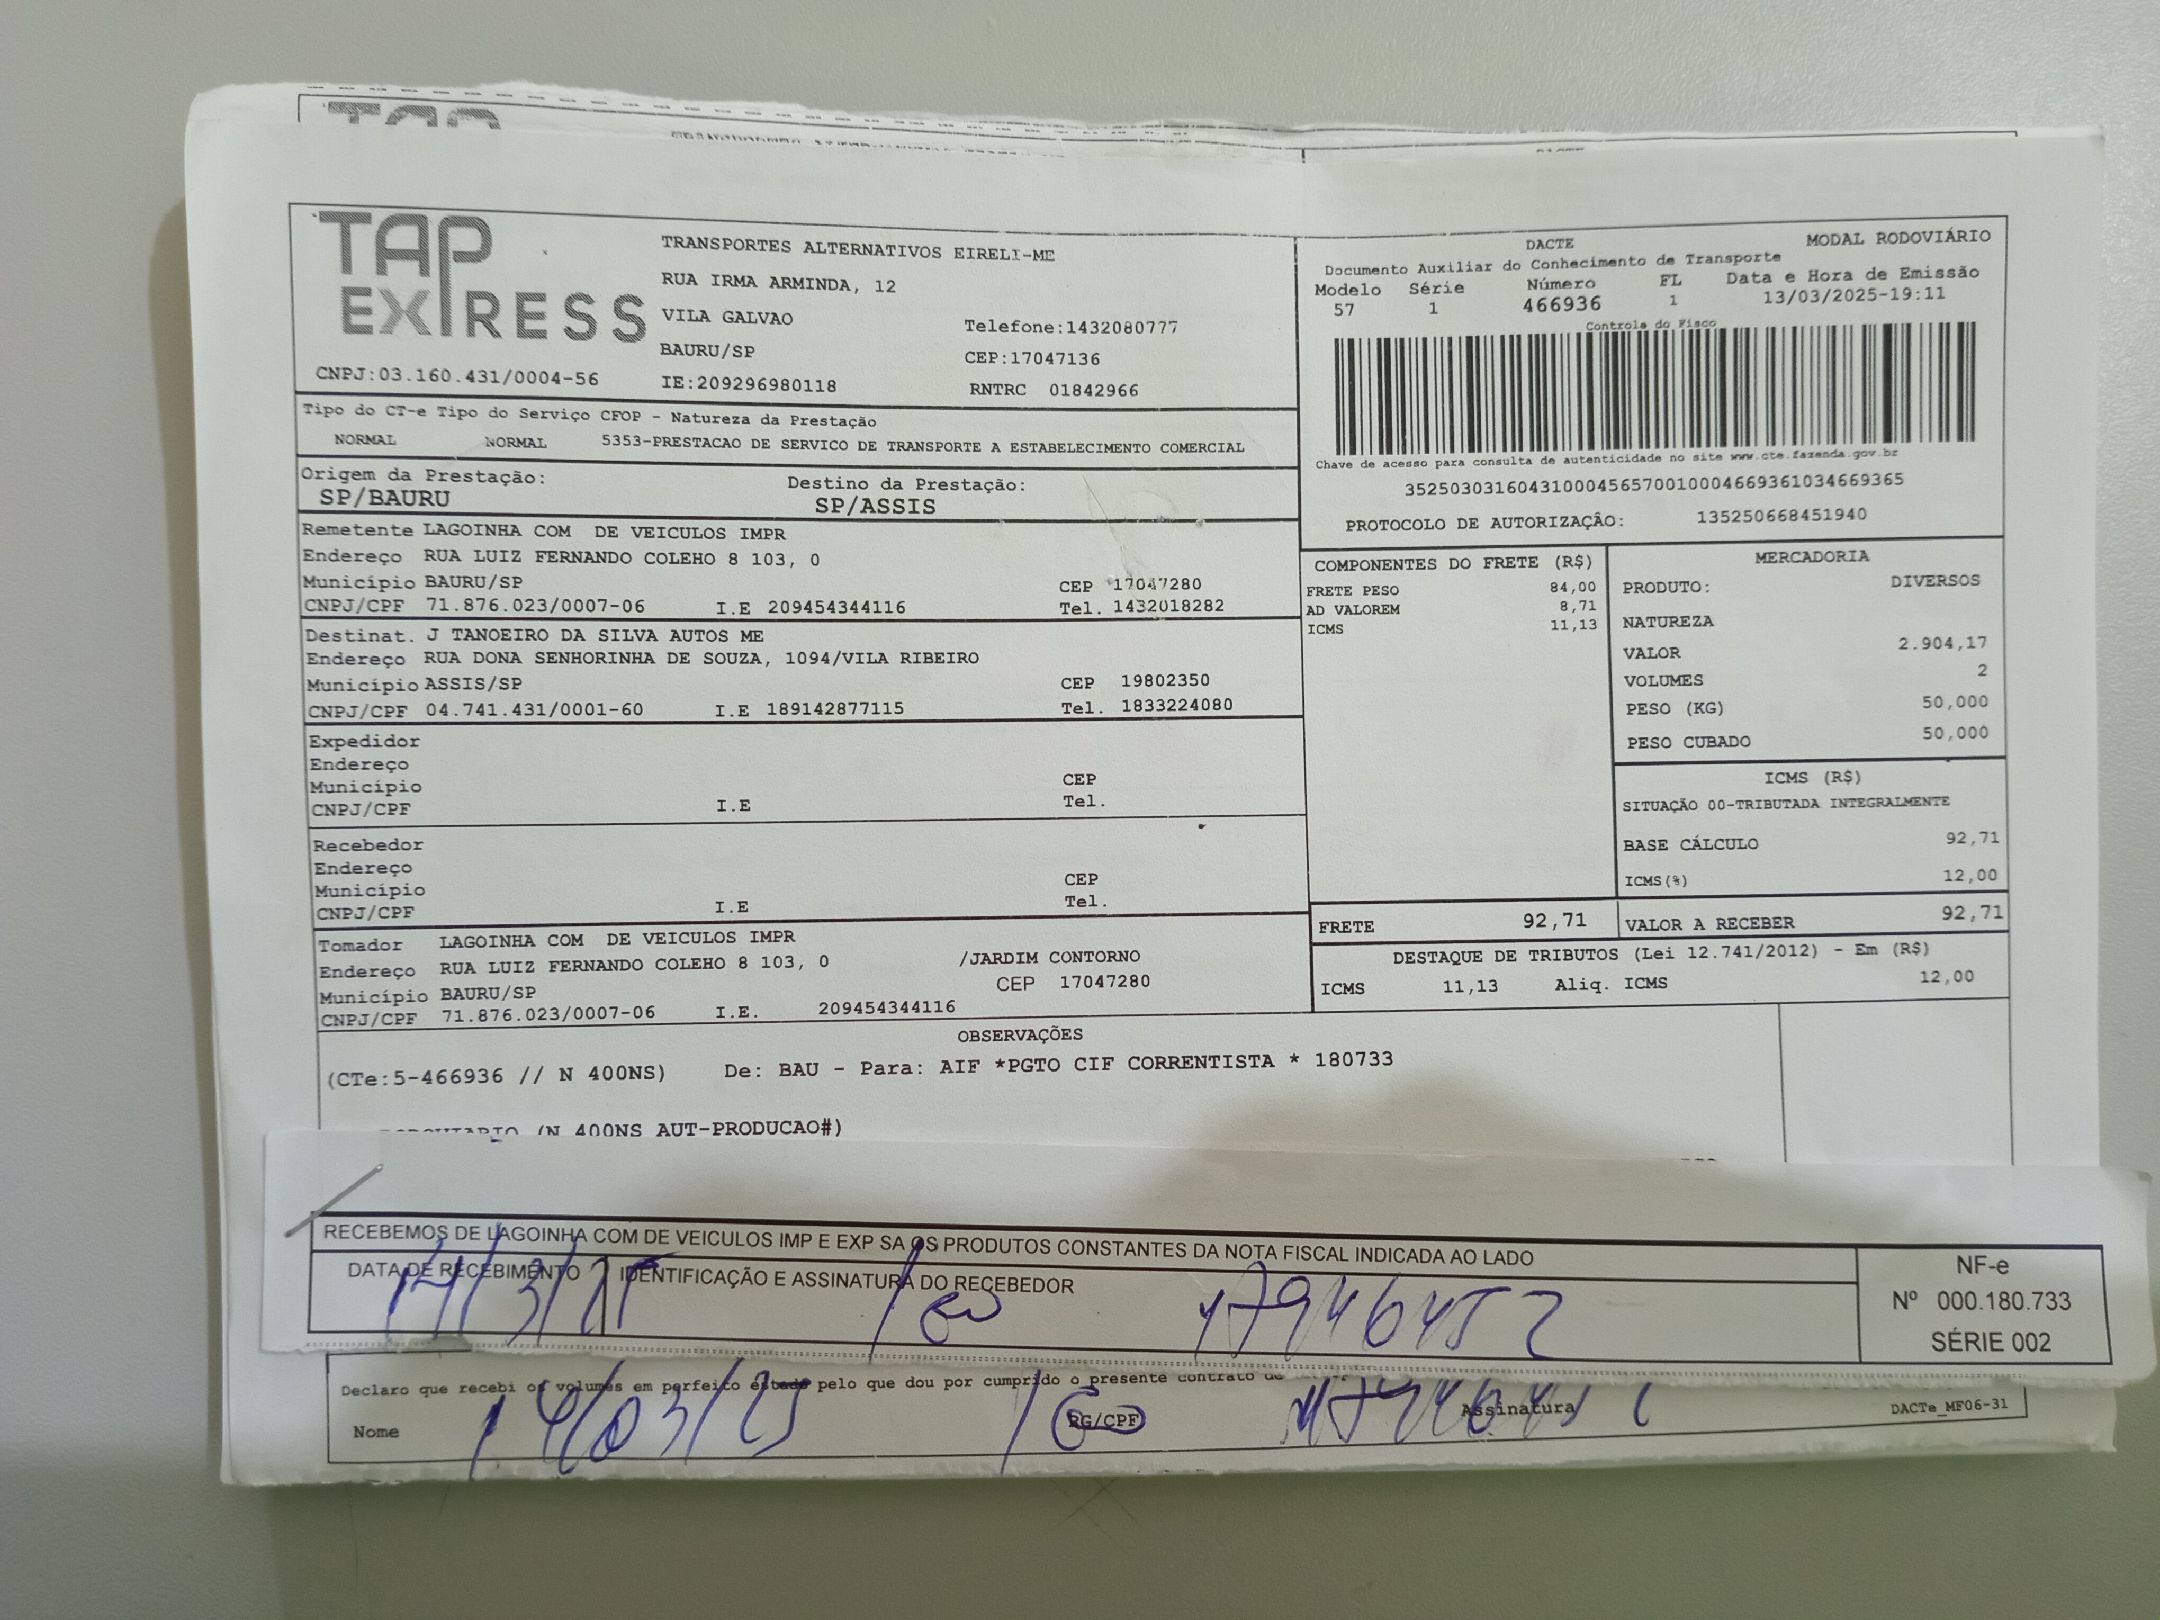 TAP EXPRESS
CNPJ:03.160.431/0004-56
TRANSPORTES ALTERNATIVOS EIRELI-ME
RUA IRMA ARMINDA, 12
VILA GALVAO
Telefone:1432080777
BAURU/SP
CEP:17047136
IE:209296980118
RNTRC 01842966
DACTE
MODAL RODOVIÁRIO
Documento Auxiliar do Conhecimento de Transporte
Modelo Série Número FL Data e Hora de Emissão
57 1 466936 1 13/03/2025-19:11
Controle do Fisco
Chave de acesso para consulta de autenticidade no site www.cte.fazenda.gov.br
35250303160431000456570010004669361034669365
PROTOCOLO DE AUTORIZAÇÃO: 135250668451940
Tipo do CT-e Tipo do Serviço CFOP - Natureza da Prestação
NORMAL NORMAL 5353-PRESTACAO DE SERVICO DE TRANSPORTE A ESTABELECIMENTO COMERCIAL
Origem da Prestação: Destino da Prestação:
SP/BAURU SP/ASSIS
Remetente LAGOINHA COM DE VEICULOS IMPR
Endereço RUA LUIZ FERNANDO COLEHO 8 103, 0
Município BAURU/SP CEP 17047280
CNPJ/CPF 71.876.023/0007-06 I.E 209454344116 Tel. 1432018282
Destinat. J TANOEIRO DA SILVA AUTOS ME
Endereço RUA DONA SENHORINHA DE SOUZA, 1094/VILA RIBEIRO
Município ASSIS/SP CEP 19802350
CNPJ/CPF 04.741.431/0001-60 I.E 189142877115 Tel. 1833224080
Expedidor
Endereço
Município CEP
CNPJ/CPF I.E Tel.
Recebedor
Endereço
Município CEP
CNPJ/CPF I.E Tel.
Tomador LAGOINHA COM DE VEICULOS IMPR
Endereço RUA LUIZ FERNANDO COLEHO 8 103, 0 /JARDIM CONTORNO
Município BAURU/SP CEP 17047280
CNPJ/CPF 71.876.023/0007-06 I.E. 209454344116
COMPONENTES DO FRETE (R$)
FRETE PESO 84,00
AD VALOREM 8,71
ICMS 11,13
MERCADORIA
PRODUTO: DIVERSOS
NATUREZA
VALOR 2.904,17
VOLUMES 2
PESO (KG) 50,000
PESO CUBADO 50,000
ICMS (R$)
SITUAÇÃO 00-TRIBUTADA INTEGRALMENTE
BASE CÁLCULO 92,71
ICMS(%) 12,00
FRETE 92,71 VALOR A RECEBER 92,71
DESTAQUE DE TRIBUTOS (Lei 12.741/2012) - Em (R$)
ICMS 11,13 Aliq. ICMS 12,00
OBSERVAÇÕES
(CTe:5-466936 // N 400NS) De: BAU - Para: AIF *PGTO CIF CORRENTISTA * 180733
(N 400NS AUT-PRODUCAO#)
RECEBEMOS DE LAGOINHA COM DE VEICULOS IMP E EXP SA OS PRODUTOS CONSTANTES DA NOTA FISCAL INDICADA AO LADO
DATA DE RECEBIMENTO IDENTIFICAÇÃO E ASSINATURA DO RECEBEDOR
14/3/25
NF-e
Nº 000.180.733
SÉRIE 002
Declaro que recebi os volumes em perfeito estado pelo que dou por cumprido o presente contrato de
Nome 14/03/25 RG/CPF Assinatura
DACTe_MF06-31